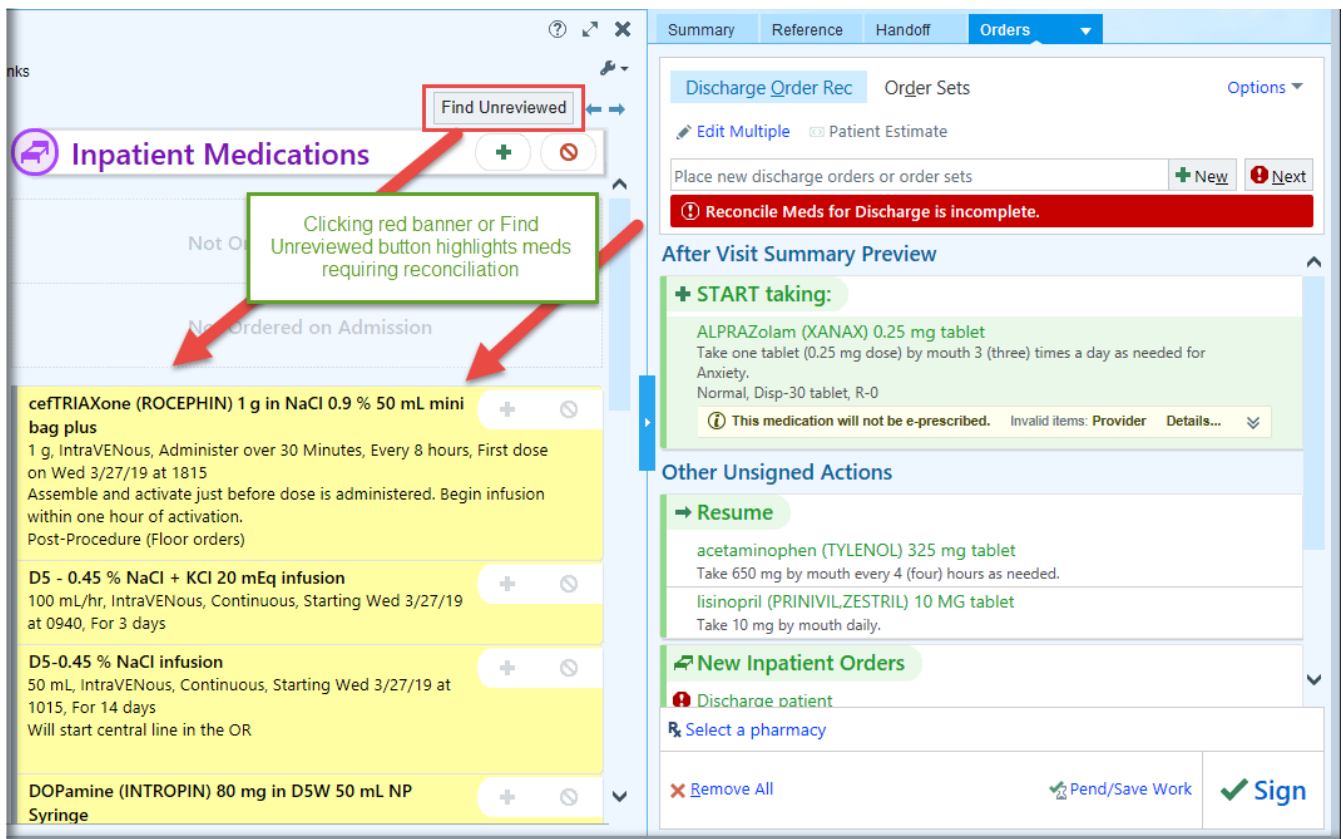 nks
Find Unreviewed
Inpatient Medications
Clicking red banner or Find
Unreviewed button highlights meds
requiring reconciliation
Not O
Not Ordered on Admission
cefTRIAXone (ROCEPHIN) 1 g in NaCl 0.9 % 50 mL mini
bag plus
1 g, IntraVENous, Administer over 30 Minutes, Every 8 hours, First dose
on Wed 3/27/19 at 1815
Assemble and activate just before dose is administered. Begin infusion
within one hour of activation.
Post-Procedure (Floor orders)
D5 - 0.45 % NaCl + KCl 20 mEq infusion
100 mL/hr, IntraVENous, Continuous, Starting Wed 3/27/19
at 0940, For 3 days
D5-0.45 % NaCl infusion
50 mL, IntraVENous, Continuous, Starting Wed 3/27/19 at
1015, For 14 days
Will start central line in the OR
DOPamine (INTROPIN) 80 mg in D5W 50 mL NP
Syringe
Summary Reference Handoff Orders
Discharge Order Rec Order Sets Options
Edit Multiple Patient Estimate
Place new discharge orders or order sets New Next
Reconcile Meds for Discharge is incomplete.
After Visit Summary Preview
START taking:
ALPRAZolam (XANAX) 0.25 mg tablet
Take one tablet (0.25 mg dose) by mouth 3 (three) times a day as needed for
Anxiety.
Normal, Disp-30 tablet, R-0
This medication will not be e-prescribed. Invalid items: Provider Details...
Other Unsigned Actions
Resume
acetaminophen (TYLENOL) 325 mg tablet
Take 650 mg by mouth every 4 (four) hours as needed.
lisinopril (PRINIVIL,ZESTRIL) 10 MG tablet
Take 10 mg by mouth daily.
New Inpatient Orders
Discharge patient
Rx Select a pharmacy
Remove All Pend/Save Work Sign